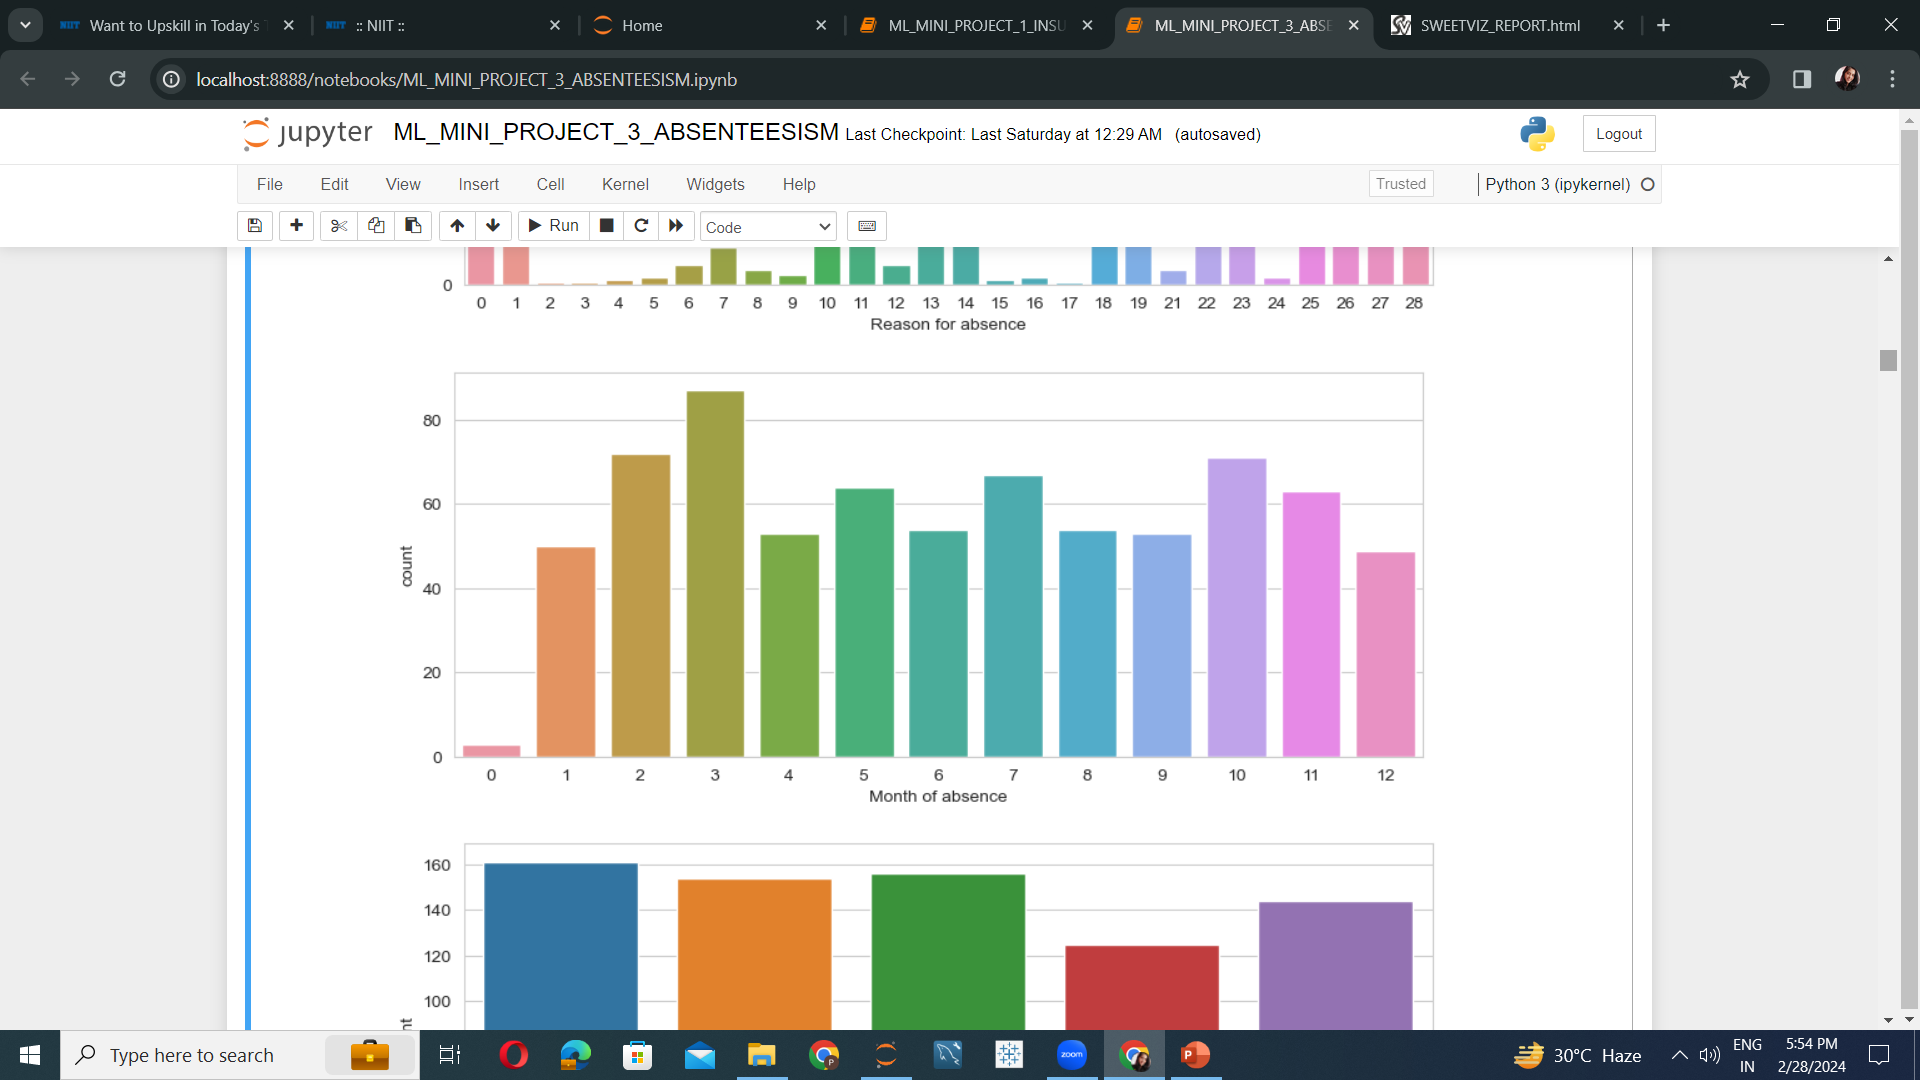 NIIT Want to Upskill in Today's
NIIT :: NIIT ::
Home
ML_MINI_PROJECT_1_INSU
ML_MINI_PROJECT_3_ABSE
SWEETVIZ_REPORT.html
localhost:8888/notebooks/ML_MINI_PROJECT_3_ABSENTEESISM.ipynb
jupyter ML_MINI_PROJECT_3_ABSENTEESISM Last Checkpoint: Last Saturday at 12:29 AM (autosaved)
Logout
File Edit View Insert Cell Kernel Widgets Help
Trusted
Python 3 (ipykernel)
Run
Code
0
0 1 2 3 4 5 6 7 8 9 10 11 12 13 14 15 16 17 18 19 21 22 23 24 25 26 27 28
Reason for absence
80
60
count
40
20
0
0 1 2 3 4 5 6 7 8 9 10 11 12
Month of absence
160
140
120
100
nt
Type here to search
zoom
P
30°C Haze
ENG
IN
5:54 PM
2/28/2024